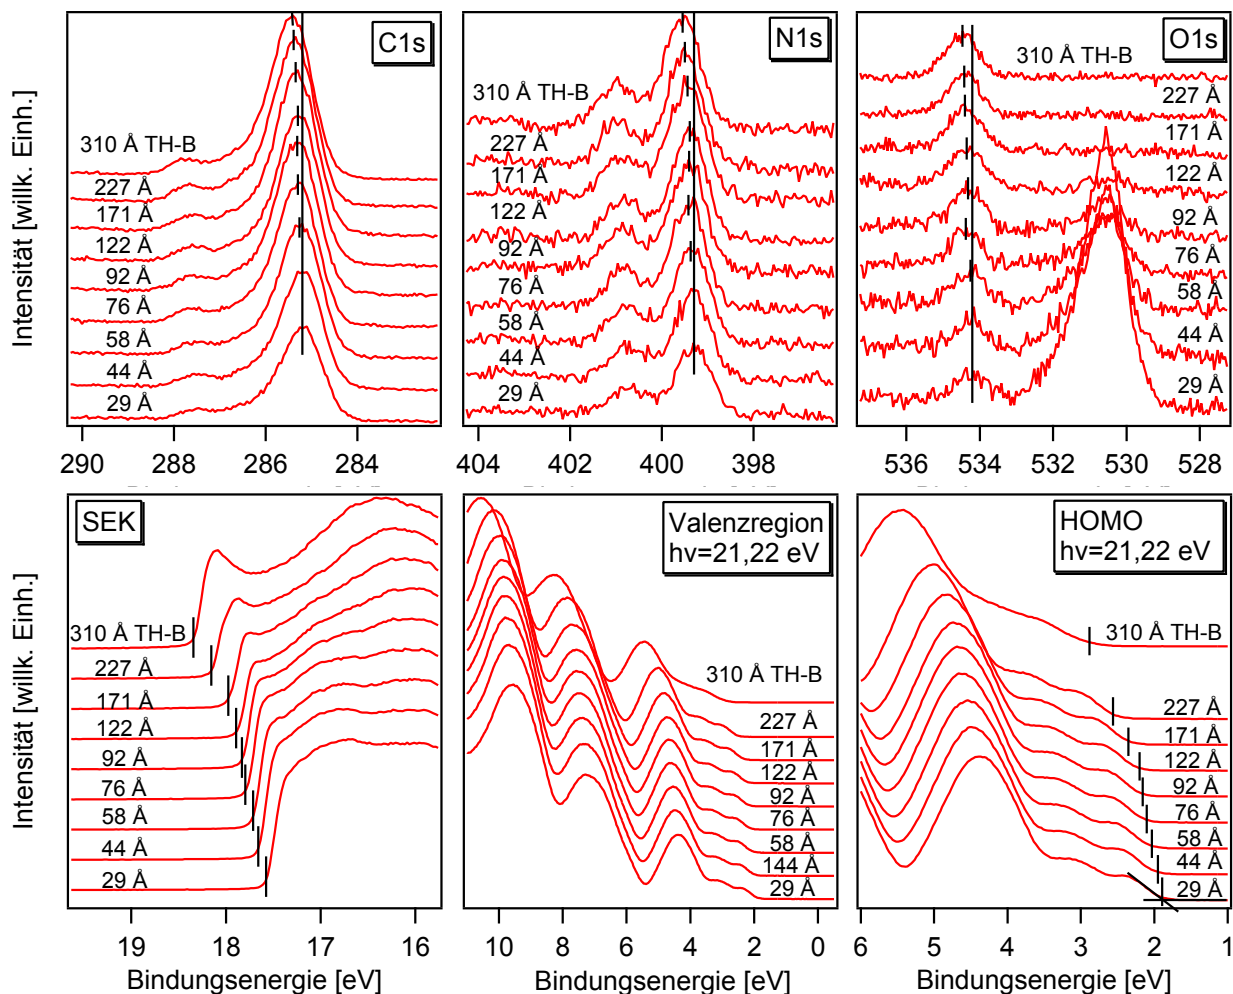 Intensität [willk. Einh.]
C1s
310 Å TH-B
227 Å
171 Å
122 Å
92 Å
76 Å
58 Å
44 Å
29 Å
290 288 286 284
N1s
310 Å TH-B
227 Å
171 Å
122 Å
92 Å
76 Å
58 Å
44 Å
29 Å
404 402 400 398
O1s
310 Å TH-B
227 Å
171 Å
122 Å
92 Å
76 Å
58 Å
44 Å
29 Å
536 534 532 530 528
Intensität [willk. Einh.]
SEK
310 Å TH-B
227 Å
171 Å
122 Å
92 Å
76 Å
58 Å
44 Å
29 Å
19 18 17 16
Bindungsenergie [eV]
Valenzregion
hν=21,22 eV
310 Å TH-B
227 Å
171 Å
122 Å
92 Å
76 Å
58 Å
144 Å
29 Å
10 8 6 4 2 0
Bindungsenergie [eV]
HOMO
hν=21,22 eV
310 Å TH-B
227 Å
171 Å
122 Å
92 Å
76 Å
58 Å
44 Å
29 Å
6 5 4 3 2 1
Bindungsenergie [eV]